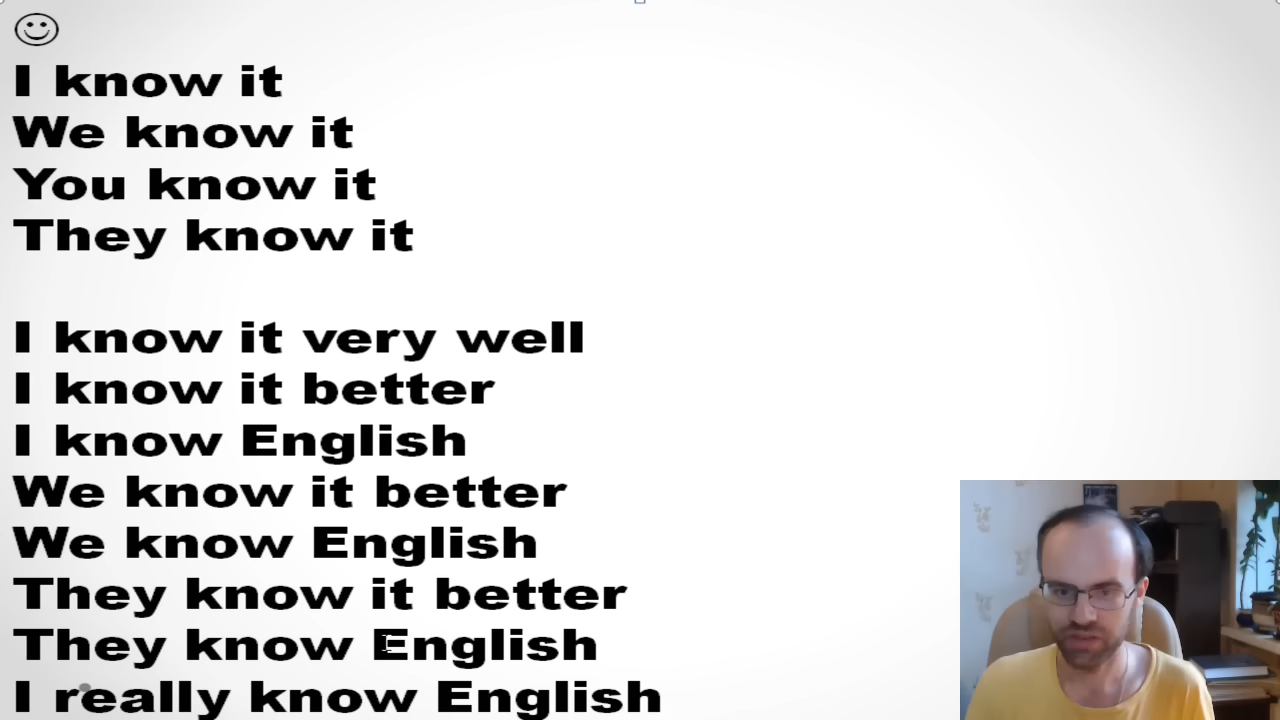 I know it
We know it
You know it
They know it
I know it very well
I know it better
I know English
We know it better
We know English
They know it better
They know English
I really know English